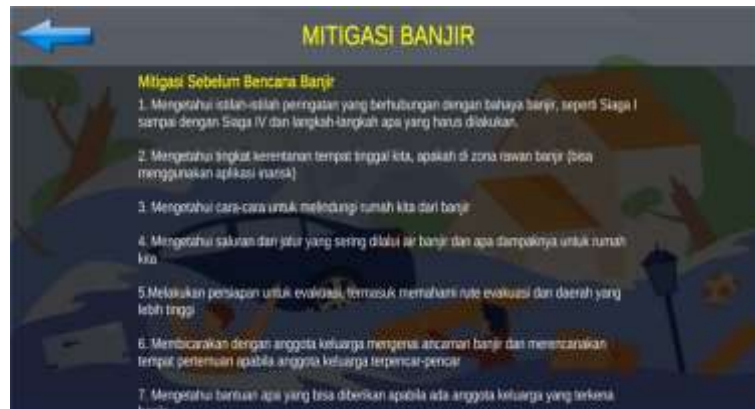 MITIGASI BANJIR
Mitigasi Sebelum Bencana Banjir
1. Mengetahui istilah-istilah peringatan yang berhubungan dengan bahaya banjir, seperti Siaga I
sampai dengan Siaga IV dan langkah-langkah apa yang harus dilakukan.
2. Mengetahui tingkat kerentanan tempat tinggal kita, apakah di zona rawan banjir (bisa
menggunakan aplikasi inarisk)
3. Mengetahui cara-cara untuk melindungi rumah kita dari banjir
4. Mengetahui saluran dan jalur yang sering dilalui air banjir dan apa dampaknya untuk rumah
kita
5.Melakukan persiapan untuk evakuasi, termasuk memahami rute evakuasi dan daerah yang
lebih tinggi
6. Membicarakan dengan anggota keluarga mengenai ancaman banjir dan merencanakan
tempat pertemuan apabila anggota keluarga terpencar-pencar
7. Mengetahui bantuan apa yang bisa diberikan apabila ada anggota keluarga yang terkena